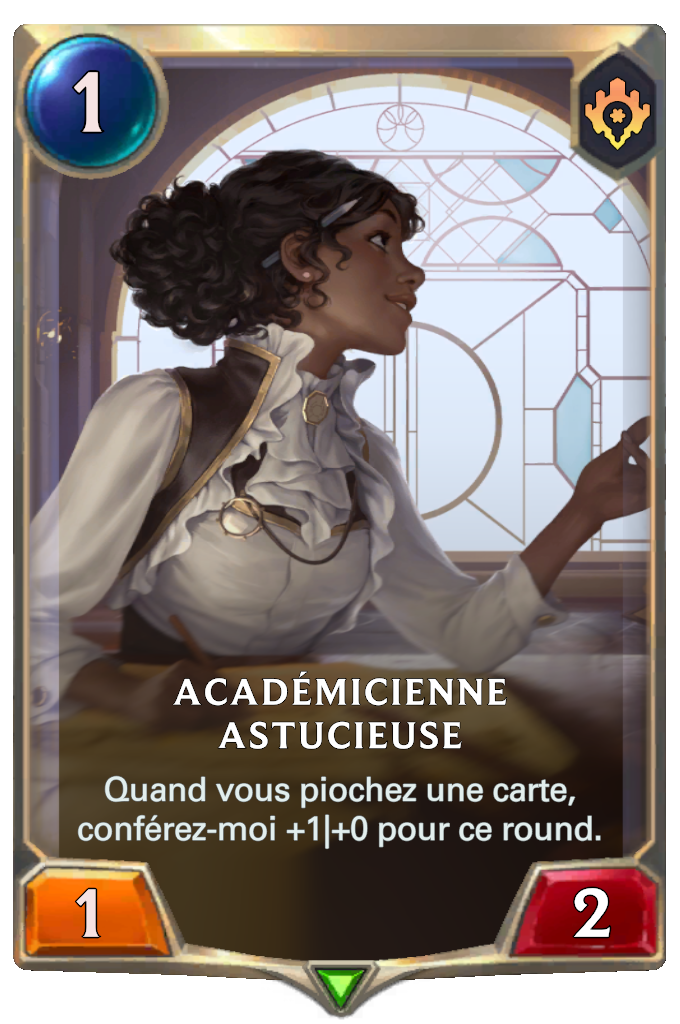 1
ACADÉMICIENNE
ASTUCIEUSE
Quand vous piochez une carte,
conférez-moi +1|+0 pour ce round.
1
2